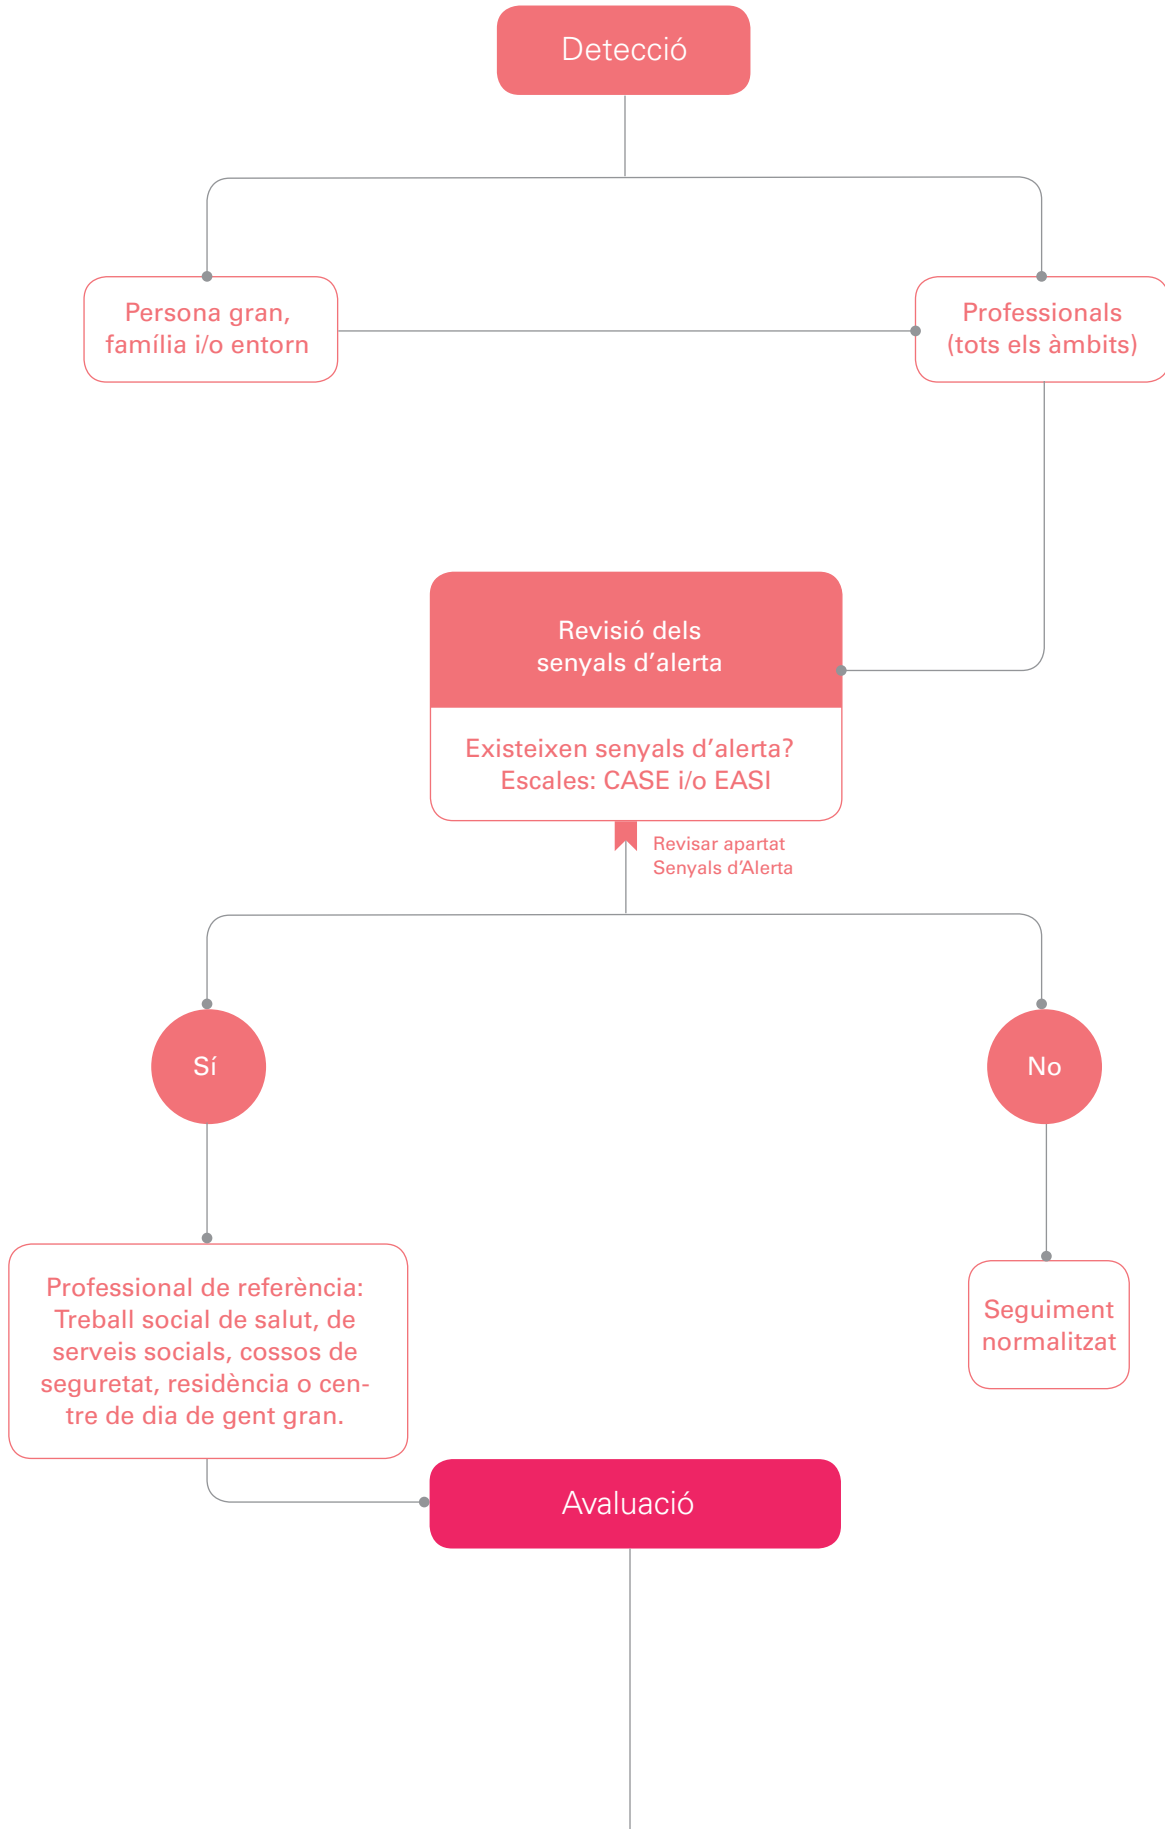 Detecció
Persona gran,
família i/o entorn
Professionals
(tots els àmbits)
Revisió dels
senyals d’alerta
Existeixen senyals d’alerta?
Escales: CASE i/o EASI
Revisar apartat
Senyals d’Alerta
Sí
No
Professional de referència:
Treball social de salut, de
serveis socials, cossos de
seguretat, residència o cen-
tre de dia de gent gran.
Seguiment
normalitzat
Avaluació